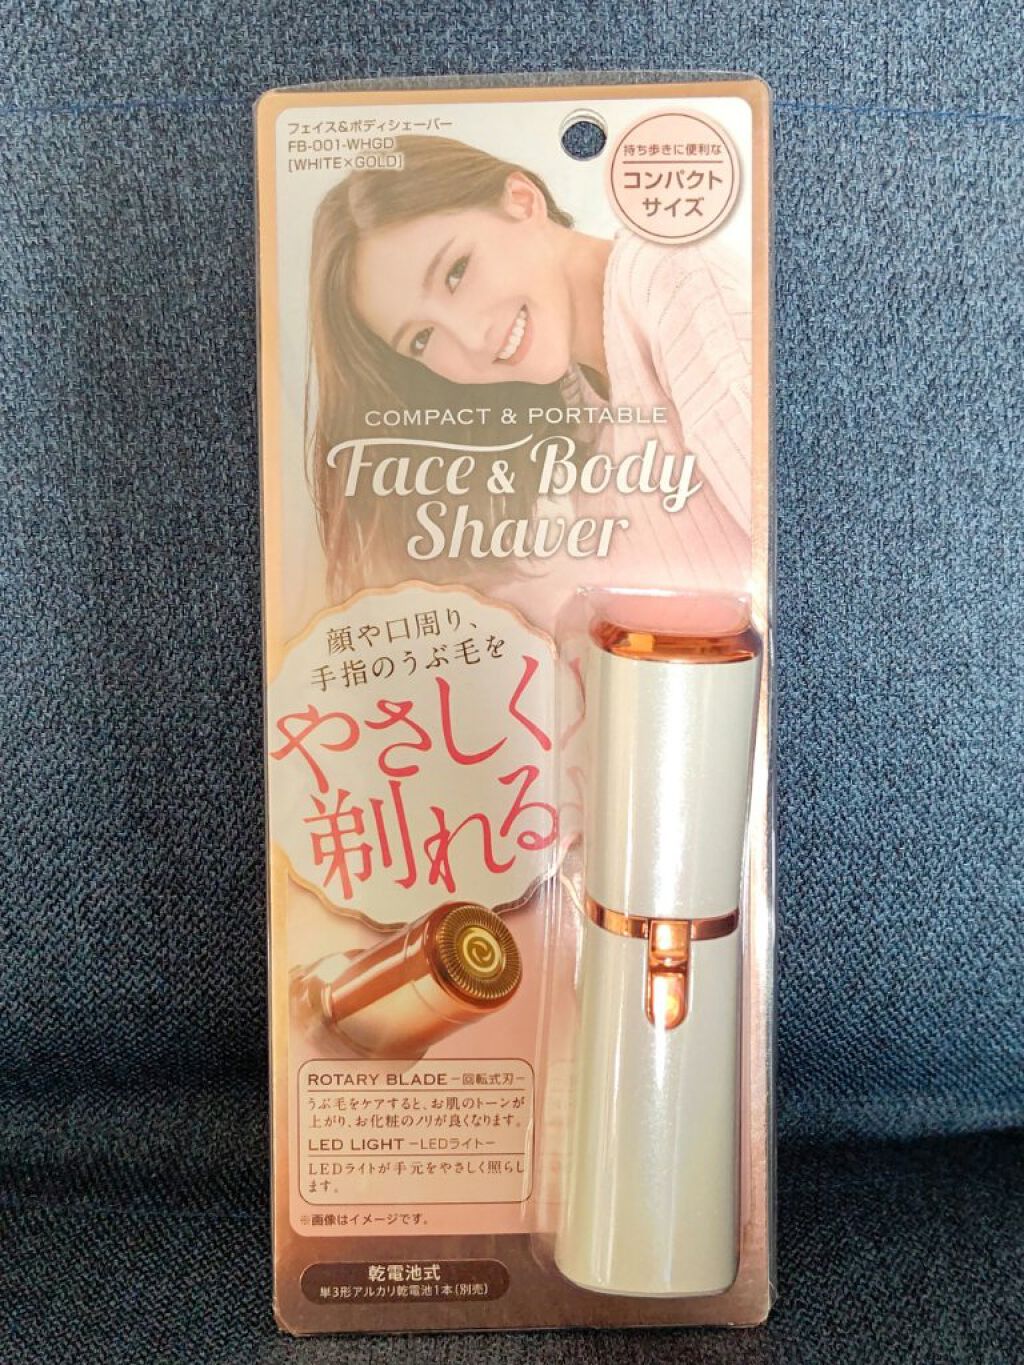 フェイス&ボディシェーバー
FB-001-WHGD
[WHITE×GOLD]
持ち歩きに便利な
コンパクト
サイズ
COMPACT & PORTABLE
Face & Body
Shaver
顔や口周り、
手指のうぶ毛を
やさしく
剃れる
ROTARY BLADE－回転式刃－
うぶ毛をケアすると、お肌のトーンが
上がり、お化粧のノリが良くなります。
LED LIGHT －LEDライト－
LEDライトが手元をやさしく照らし
ます。
※画像はイメージです。
乾電池式
単3形アルカリ乾電池1本(別売)